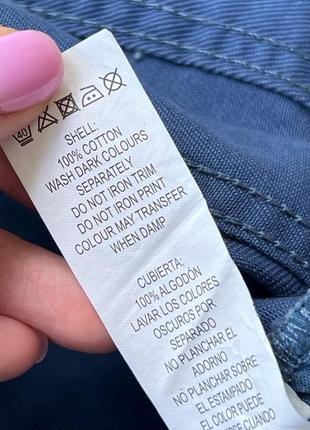 40
SHELL:
100% COTTON
WASH DARK COLOURS
SEPARATELY
DO NOT IRON TRIM
DO NOT IRON PRINT
COLOUR MAY TRANSFER
WHEN DAMP
CUBIERTA:
100% ALGODÓN
LAVAR LOS COLORES
OSCUROS POR
SEPARADO
NO PLANCHAR EL
ADORNO
NO PLANCHAR SOBRE
EL ESTAMPADO
EL COLOR PUEDE
CUANDO